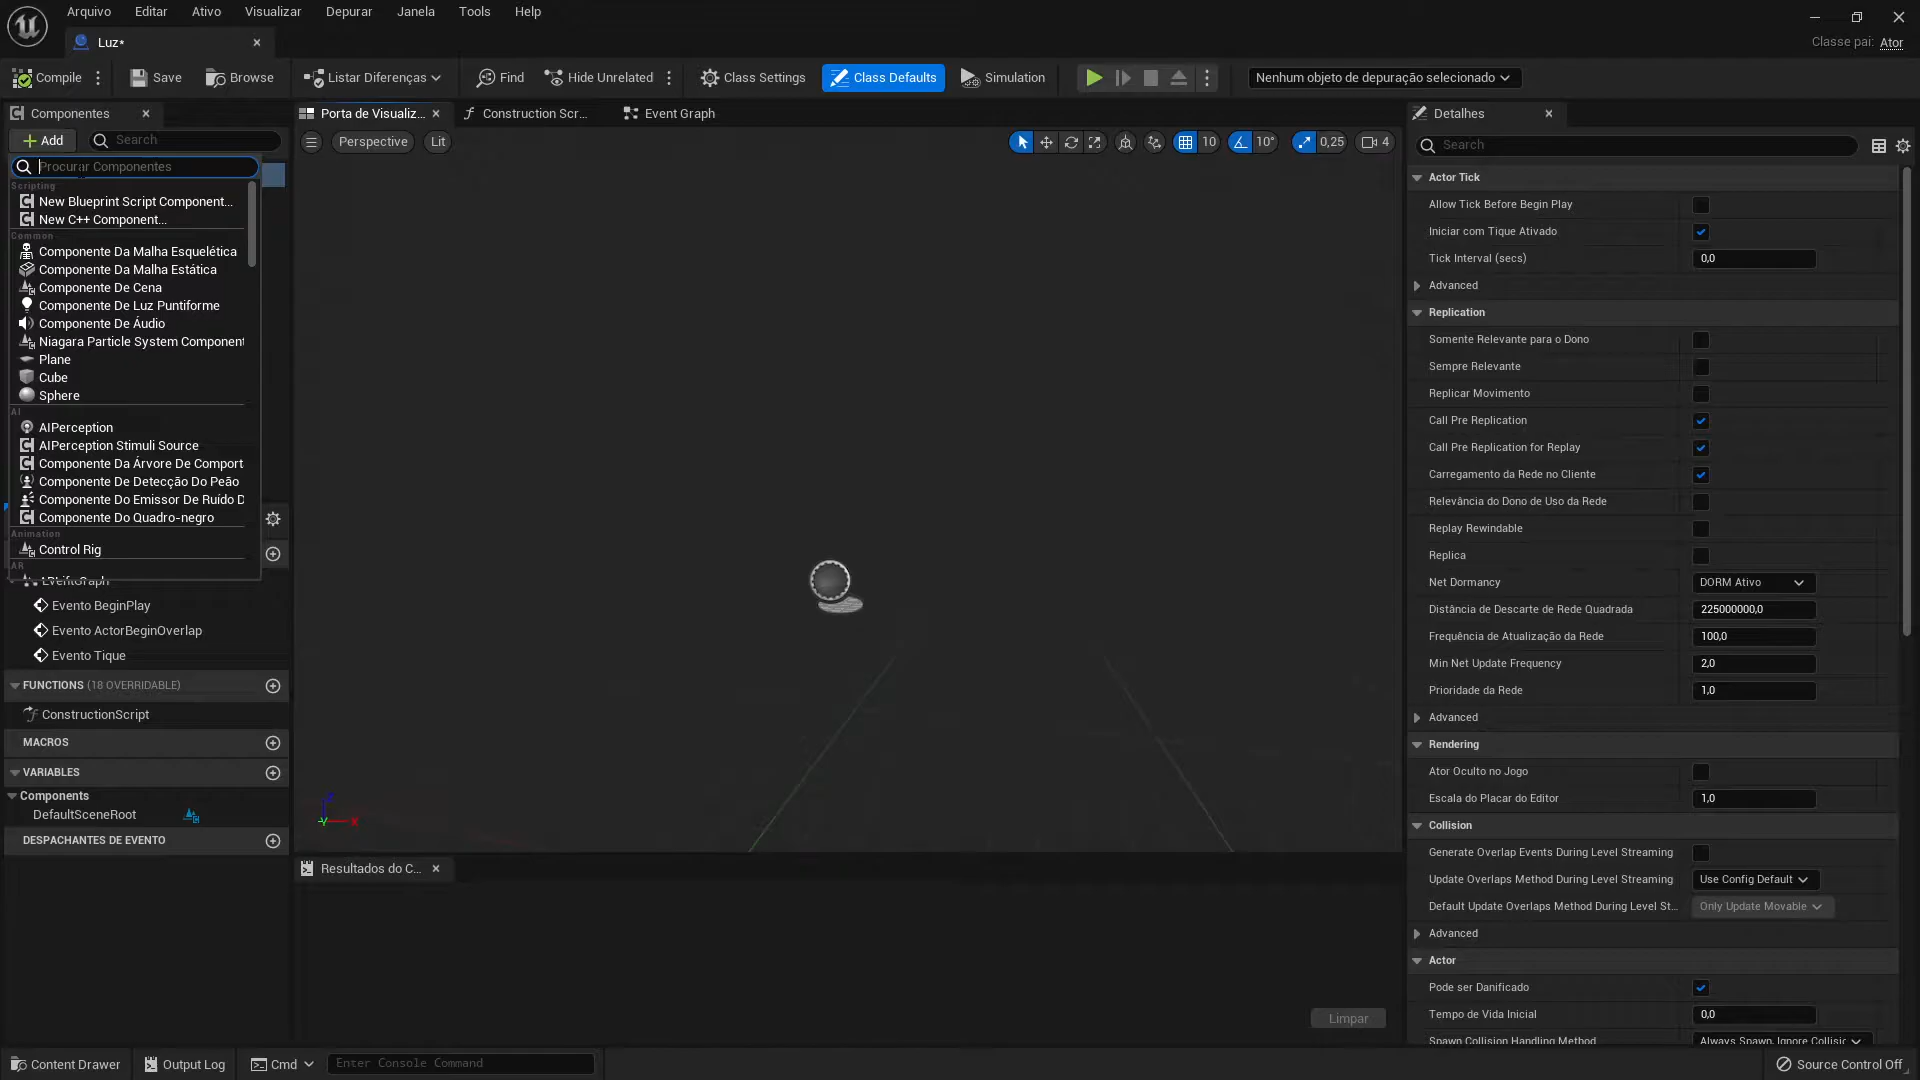 Arquivo Editar Ativo Visualizar Depurar Janela Tools Help
Luz*
Classe pai: Ator
Compile Save Browse Listar Diferenças Find Hide Unrelated Class Settings Class Defaults Simulation Nenhum objeto de depuração selecionado
Componentes
Add Search
Procurar Componentes
Scripting
New Blueprint Script Component...
New C++ Component...
Common
Componente Da Malha Esquelética
Componente Da Malha Estática
Componente De Cena
Componente De Luz Puntiforme
Componente De Áudio
Niagara Particle System Component
Plane
Cube
Sphere
AI
AIPerception
AIPerception Stimuli Source
Componente Da Árvore De Comport
Componente De Detecção Do Peão
Componente Do Emissor De Ruído D
Componente Do Quadro-negro
Animation
Control Rig
AR
EventGraph
Evento BeginPlay
Evento ActorBeginOverlap
Evento Tique
FUNCTIONS (18 OVERRIDABLE)
ConstructionScript
MACROS
VARIABLES
Components
DefaultSceneRoot
DESPACHANTES DE EVENTO
Porta de Visualiz... Construction Scr... Event Graph
Perspective Lit 10 10° 0,25 4
Z
Y X
Resultados do C...
Limpar
Detalhes
Search
Actor Tick
Allow Tick Before Begin Play
Iniciar com Tique Ativado
Tick Interval (secs) 0,0
Advanced
Replication
Somente Relevante para o Dono
Sempre Relevante
Replicar Movimento
Call Pre Replication
Call Pre Replication for Replay
Carregamento da Rede no Cliente
Relevância do Dono de Uso da Rede
Replay Rewindable
Replica
Net Dormancy DORM Ativo
Distância de Descarte de Rede Quadrada 225000000,0
Frequência de Atualização da Rede 100,0
Min Net Update Frequency 2,0
Prioridade da Rede 1,0
Advanced
Rendering
Ator Oculto no Jogo
Escala do Placar do Editor 1,0
Collision
Generate Overlap Events During Level Streaming
Update Overlaps Method During Level Streaming Use Config Default
Default Update Overlaps Method During Level St... Only Update Movable
Advanced
Actor
Pode ser Danificado
Tempo de Vida Inicial 0,0
Spawn Collision Handling Method Always Spawn, Ignore Collisic
Content Drawer Output Log Cmd Enter Console Command Source Control Off